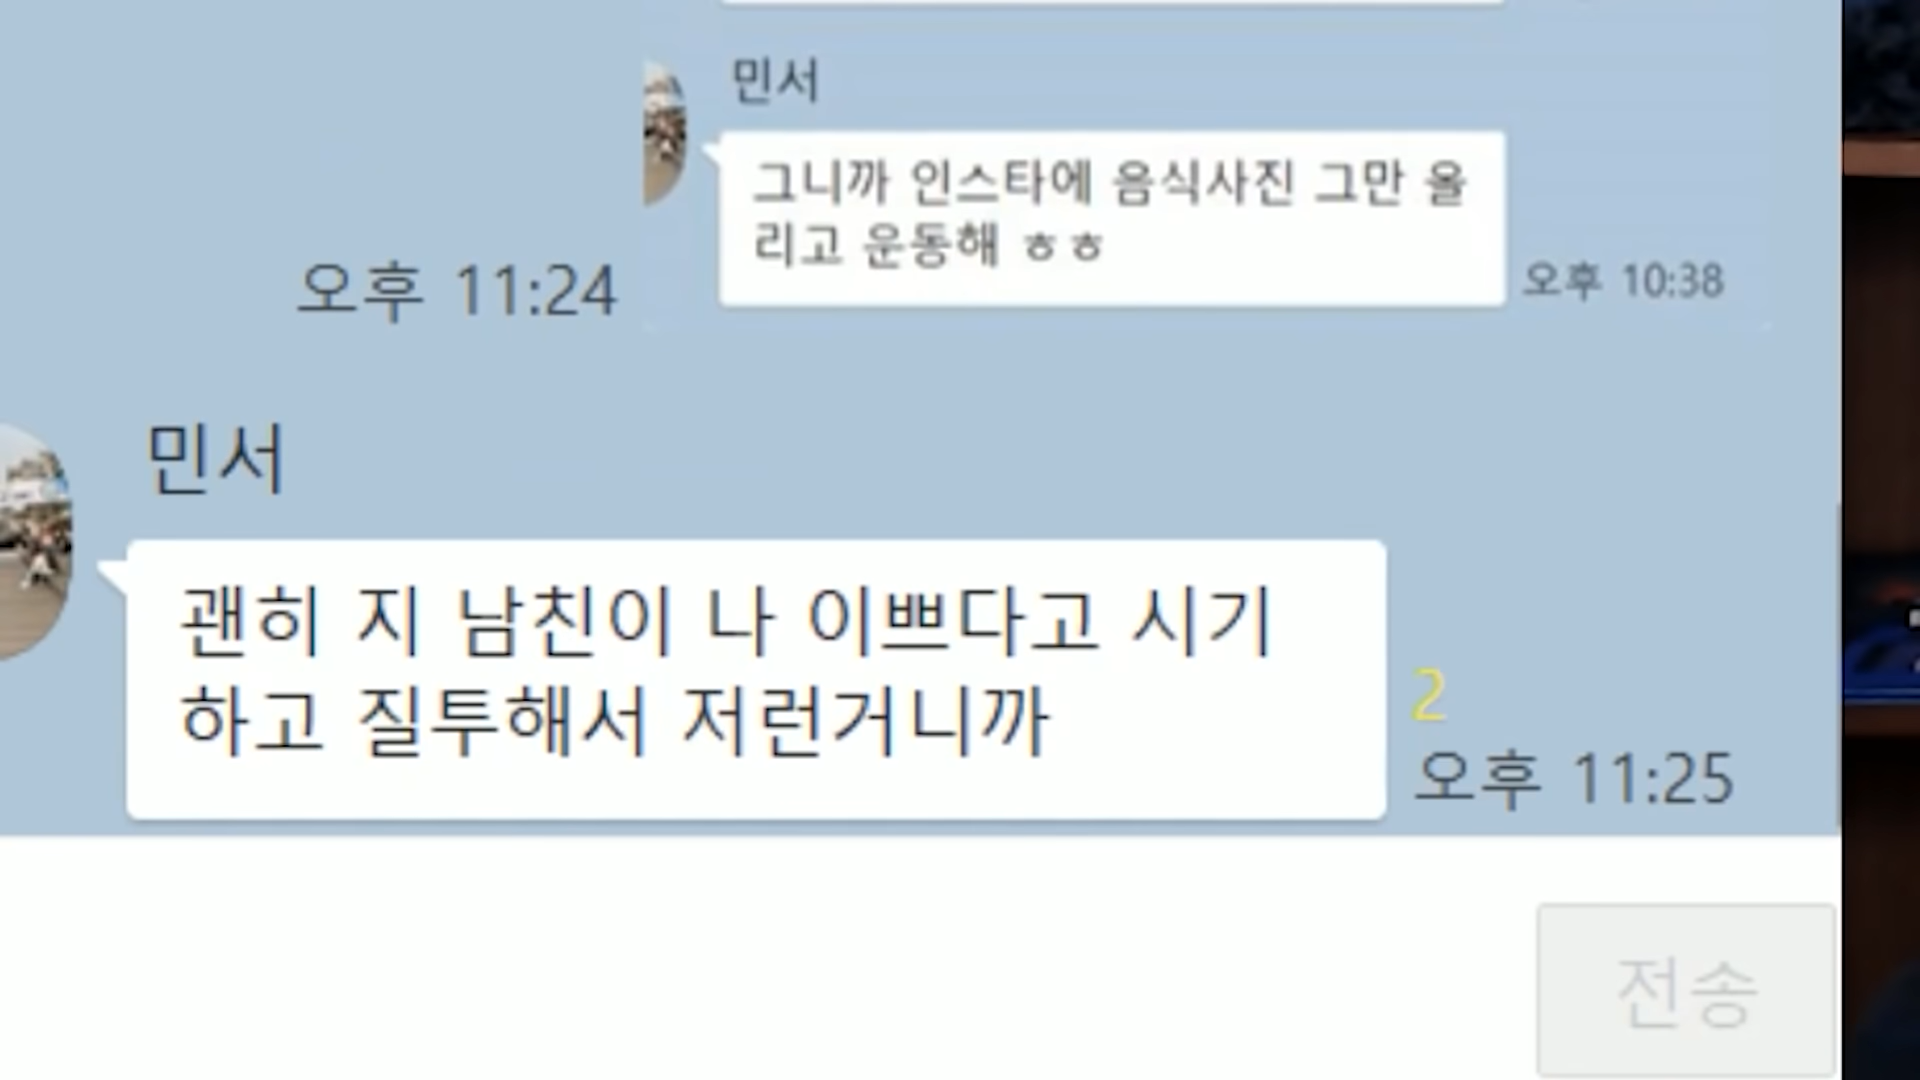 민서
그니까 인스타에 음식사진 그만 올
리고 운동해 ㅎㅎ
오후 10:38
오후 11:24
민서
괜히 지 남친이 나 이쁘다고 시기
하고 질투해서 저런거니까
2
오후 11:25
전송